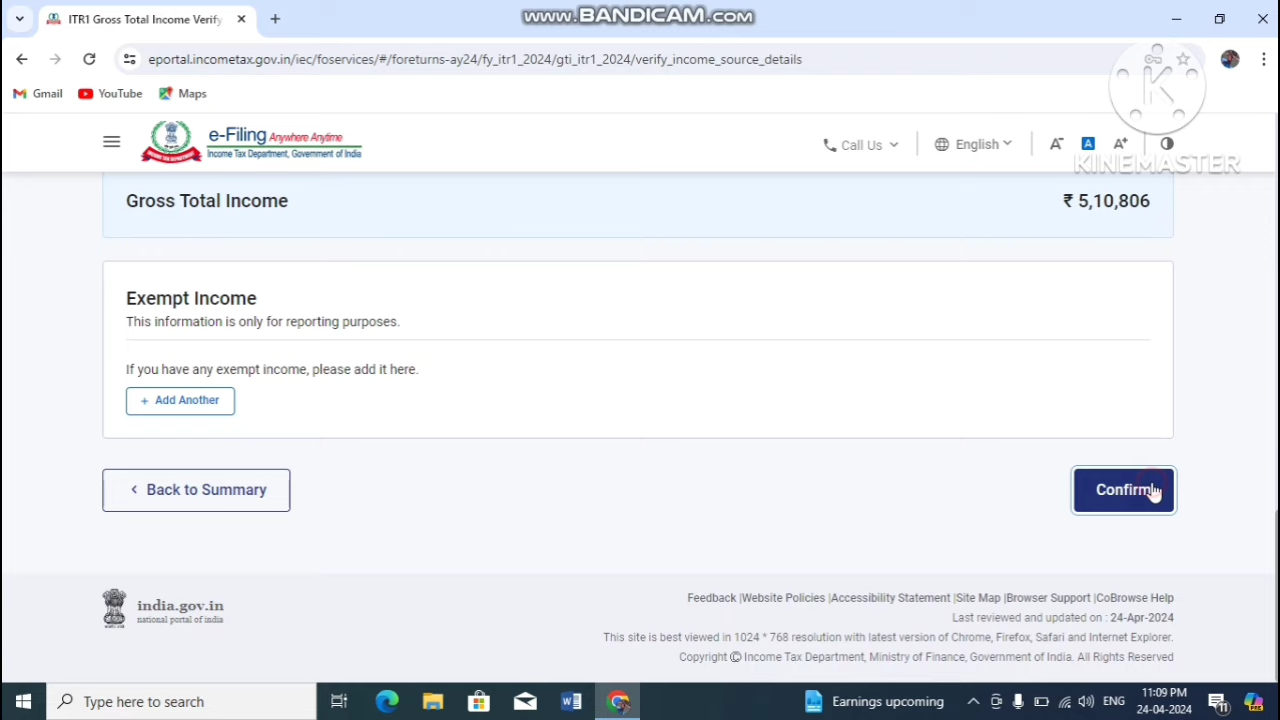 www.BANDICAM.com
ITR1 Gross Total Income Verify
eportal.incometax.gov.in/iec/foservices/#/foreturns-ay24/fy_itr1_2024/gti_itr1_2024/verify_income_source_details
Gmail YouTube Maps
K
KINEMASTER
e-Filing Anywhere Anytime
Income Tax Department, Government of India
Call Us
English
A-
A
A+
Gross Total Income ₹ 5,10,806
Exempt Income
This information is only for reporting purposes.
If you have any exempt income, please add it here.
+ Add Another
< Back to Summary
Confirm
india.gov.in
national portal of india
Feedback |Website Policies |Accessibility Statement |Site Map |Browser Support |CoBrowse Help
Last reviewed and updated on : 24-Apr-2024
This site is best viewed in 1024 * 768 resolution with latest version of Chrome, Firefox, Safari and Internet Explorer.
Copyright © Income Tax Department, Ministry of Finance, Government of India. All Rights Reserved
Type here to search
Earnings upcoming
ENG
11:09 PM
24-04-2024
11